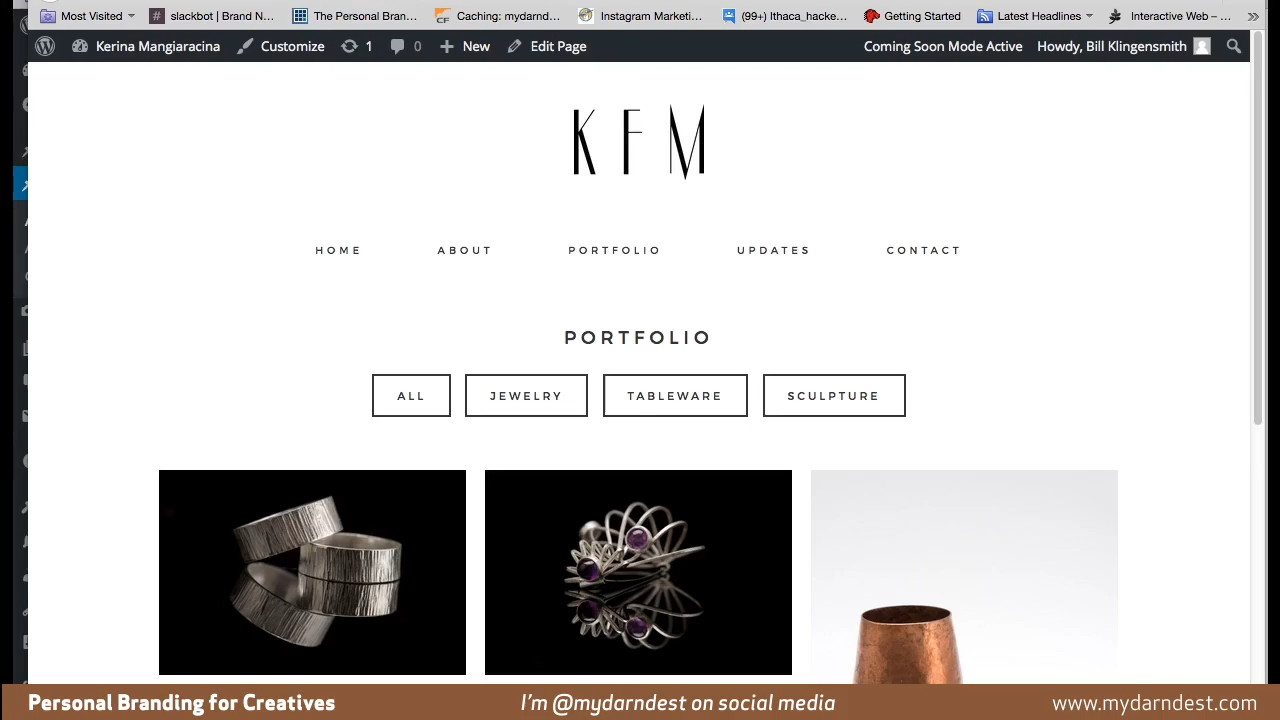 Most Visited slackbot | Brand N... The Personal Bran... Caching: mydarnd... Instagram Marketi... (99+) Ithaca_hacke... Getting Started Latest Headlines Interactive Web – ... »
Kerina Mangiaracina Customize 1 0 New Edit Page Coming Soon Mode Active Howdy, Bill Klingensmith
KFM
HOME ABOUT PORTFOLIO UPDATES CONTACT
PORTFOLIO
ALL JEWELRY TABLEWARE SCULPTURE
Personal Branding for Creatives I'm @mydarndest on social media www.mydarndest.com